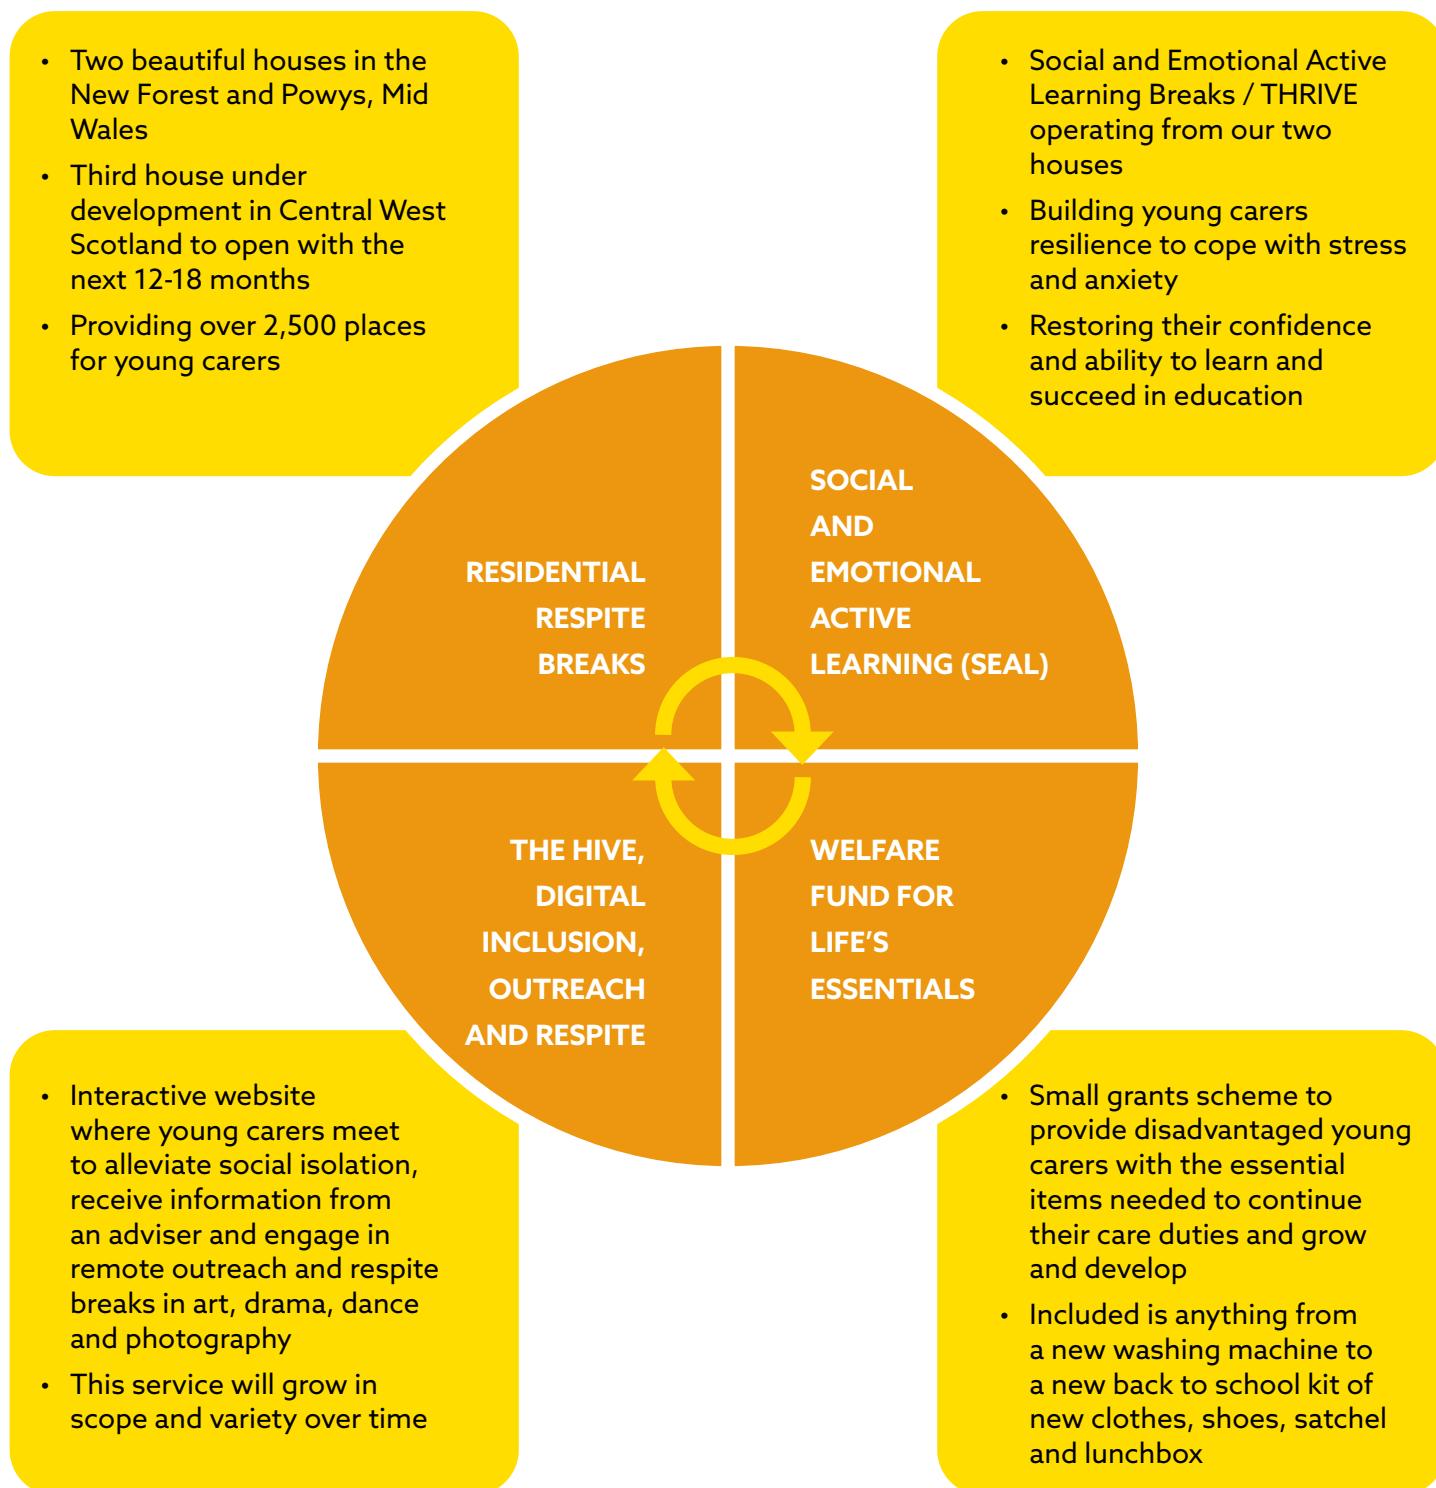 • Two beautiful houses in the
New Forest and Powys, Mid
Wales
• Third house under
development in Central West
Scotland to open with the
next 12-18 months
• Providing over 2,500 places
for young carers
• Social and Emotional Active
Learning Breaks / THRIVE
operating from our two
houses
• Building young carers
resilience to cope with stress
and anxiety
• Restoring their confidence
and ability to learn and
succeed in education
RESIDENTIAL
RESPITE
BREAKS
SOCIAL
AND
EMOTIONAL
ACTIVE
LEARNING (SEAL)
THE HIVE,
DIGITAL
INCLUSION,
OUTREACH
AND RESPITE
WELFARE
FUND FOR
LIFE’S
ESSENTIALS
• Interactive website
where young carers meet
to alleviate social isolation,
receive information from
an adviser and engage in
remote outreach and respite
breaks in art, drama, dance
and photography
• This service will grow in
scope and variety over time
• Small grants scheme to
provide disadvantaged young
carers with the essential
items needed to continue
their care duties and grow
and develop
• Included is anything from
a new washing machine to
a new back to school kit of
new clothes, shoes, satchel
and lunchbox